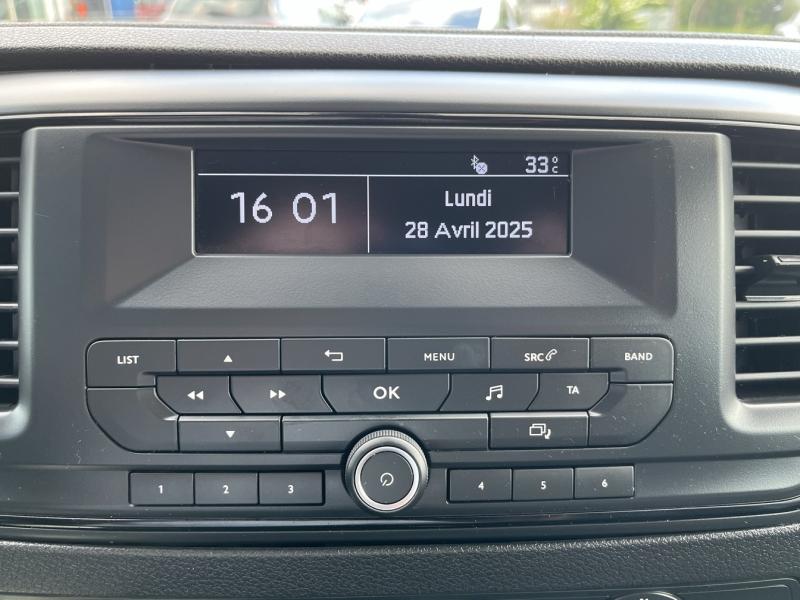 33°C
16 01
Lundi
28 Avril 2025
LIST
MENU
SRC
BAND
OK
TA
1
2
3
4
5
6